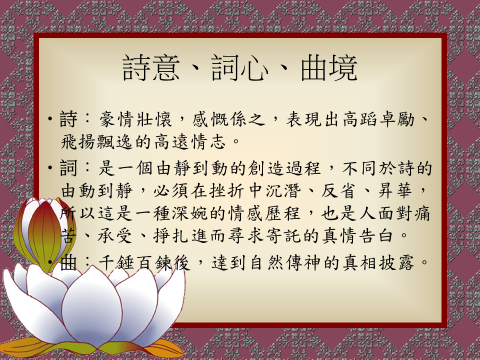 詩意、詞心、曲境
•詩：豪情壯懷，感慨係之，表現出高蹈卓勵、
飛揚飄逸的高遠情志。
•詞：是一個由靜到動的創造過程，不同於詩的
由動到靜，必須在挫折中沉潛、反省、昇華，
所以這是一種深婉的情感歷程，也是人面對痛
苦、承受、掙扎進而尋求寄託的真情告白。
•曲：千錘百鍊後，達到自然傳神的真相披露。